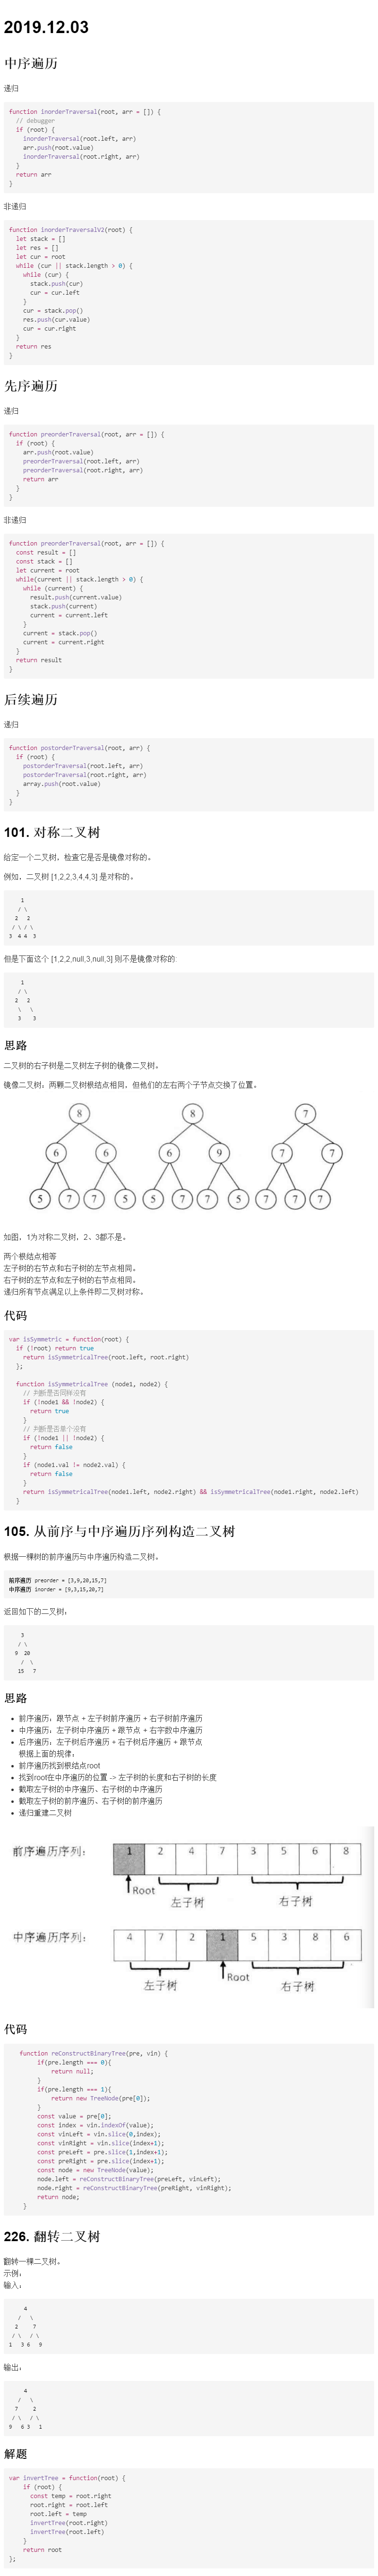 2019.12.03
中序遍历
递归
function inorderTraversal(root, arr = []) {
  // debugger
  if (root) {
    inorderTraversal(root.left, arr)
    arr.push(root.value)
    inorderTraversal(root.right, arr)
  }
  return arr
}
非递归
function inorderTraversalV2(root) {
  let stack = []
  let res = []
  let cur = root
  while (cur || stack.length > 0) {
    while (cur) {
      stack.push(cur)
      cur = cur.left
    }
    cur = stack.pop()
    res.push(cur.value)
    cur = cur.right
  }
  return res
}
先序遍历
递归
function preorderTraversal(root, arr = []) {
  if (root) {
    arr.push(root.value)
    preorderTraversal(root.left, arr)
    preorderTraversal(root.right, arr)
    return arr
  }
}
非递归
function preorderTraversal(root, arr = []) {
  const result = []
  const stack = []
  let current = root
  while(current || stack.length > 0) {
    while (current) {
      result.push(current.value)
      stack.push(current)
      current = current.left
    }
    current = stack.pop()
    current = current.right
  }
  return result
}
后续遍历
递归
function postorderTraversal(root, arr) {
  if (root) {
    postorderTraversal(root.left, arr)
    postorderTraversal(root.right, arr)
    array.push(root.value)
  }
}
101. 对称二叉树
给定一个二叉树，检查它是否是镜像对称的。
例如，二叉树 [1,2,2,3,4,4,3] 是对称的。
    1
   / \
  2   2
 / \ / \
3  4 4  3
但是下面这个 [1,2,2,null,3,null,3] 则不是镜像对称的:
    1
   / \
  2   2
   \   \
   3    3
思路
二叉树的右子树是二叉树左子树的镜像二叉树。
镜像二叉树：两颗二叉树根结点相同，但他们的左右两个子节点交换了位置。
8 8 7
6 6 6 9 7 7
5 7 7 5 5 7 7 5 7 7 7
如图，1为对称二叉树，2、3都不是。
两个根结点相等
左子树的右节点和右子树的左节点相同。
右子树的左节点和左子树的右节点相同。
递归所有节点满足以上条件即二叉树对称。
代码
var isSymmetric = function(root) {
  if (!root) return true
    return isSymmetricalTree(root.left, root.right)
  };
  function isSymmetricalTree (node1, node2) {
    // 判断是否同样没有
    if (!node1 && !node2) {
      return true
    }
    // 判断是否单个没有
    if (!node1 || !node2) {
      return false
    }
    if (node1.val != node2.val) {
      return false
    }
    return isSymmetricalTree(node1.left, node2.right) && isSymmetricalTree(node1.right, node2.left)
  }
105. 从前序与中序遍历序列构造二叉树
根据一棵树的前序遍历与中序遍历构造二叉树。
前序遍历 preorder = [3,9,20,15,7]
中序遍历 inorder = [9,3,15,20,7]
返回如下的二叉树：
    3
   / \
  9  20
    /  \
   15   7
思路
前序遍历：跟节点 + 左子树前序遍历 + 右子树前序遍历
中序遍历：左子树中序遍历 + 跟节点 + 右字数中序遍历
后序遍历：左子树后序遍历 + 右子树后序遍历 + 跟节点
根据上面的规律：
前序遍历找到根结点root
找到root在中序遍历的位置 -> 左子树的长度和右子树的长度
截取左子树的中序遍历、右子树的中序遍历
截取左子树的前序遍历、右子树的前序遍历
递归重建二叉树
前序遍历序列： 1 2 4 7 3 5 6 8
Root 左子树 右子树
中序遍历序列： 4 7 2 1 5 3 8 6
左子树 Root 右子树
代码
function reConstructBinaryTree(pre, vin) {
    if(pre.length === 0){
        return null;
    }
    if(pre.length === 1){
        return new TreeNode(pre[0]);
    }
    const value = pre[0];
    const index = vin.indexOf(value);
    const vinLeft = vin.slice(0,index);
    const vinRight = vin.slice(index+1);
    const preLeft = pre.slice(1,index+1);
    const preRight = pre.slice(index+1);
    const node = new TreeNode(value);
    node.left = reConstructBinaryTree(preLeft, vinLeft);
    node.right = reConstructBinaryTree(preRight, vinRight);
    return node;
}
226. 翻转二叉树
翻转一棵二叉树。
示例：
输入：
     4
   /   \
  2     7
 / \   / \
1   3 6   9
输出：
     4
   /   \
  7     2
 / \   / \
9   6 3   1
解题
var invertTree = function(root) {
    if (root) {
      const temp = root.right
      root.right = root.left
      root.left = temp
      invertTree(root.right)
      invertTree(root.left)
    }
    return root
};